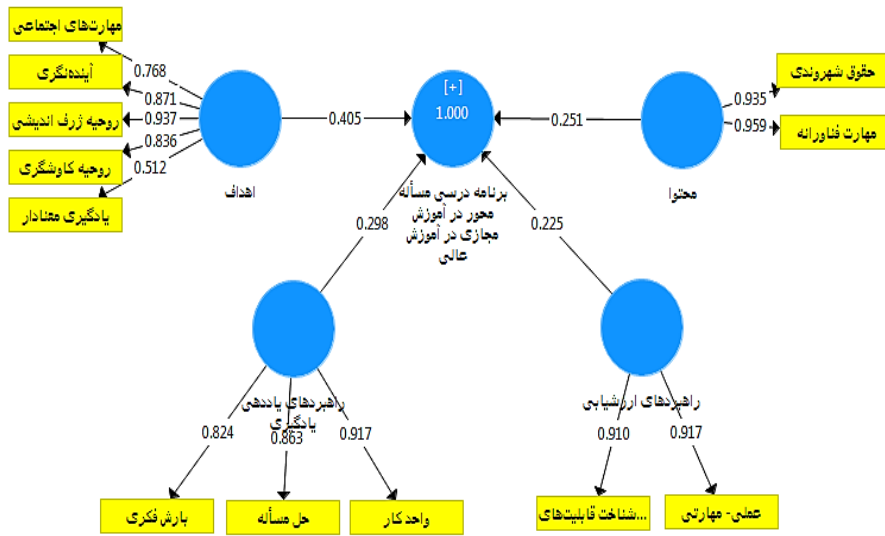 مهارت‌های اجتماعی
آینده‌نگری
روحیه ژرف اندیشی
روحیه کاوشگری
یادگیری معنادار
0.768
0.871
0.937
0.836
0.512
اهداف
0.405
[+]
1.000
برنامه درسی مسأله
محور در آموزش
مجازی در آموزش
عالی
0.251
محتوا
0.935
0.959
حقوق شهروندی
مهارت فناورانه
0.298
0.225
راهبردهای یاددهی
یادگیری
0.824
0.863
0.917
بارش فکری
حل مسأله
واحد کار
راهبردهای ارزشیابی
0.910
0.917
شناخت قابلیت‌های...
عملی- مهارتی